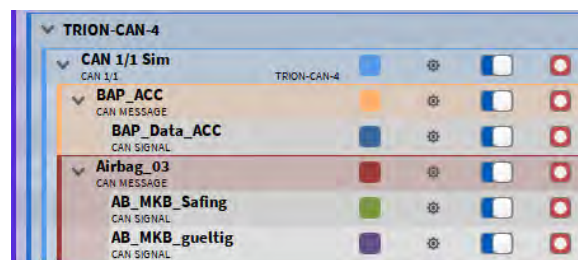 TRION-CAN-4
CAN 1/1 Sim
CAN 1/1 TRION-CAN-4
BAP_ACC
CAN MESSAGE
BAP_Data_ACC
CAN SIGNAL
Airbag_03
CAN MESSAGE
AB_MKB_Safing
CAN SIGNAL
AB_MKB_gueltig
CAN SIGNAL